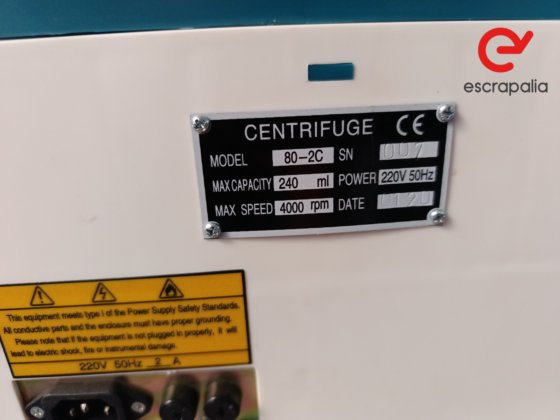 escrapalia
CENTRIFUGE CE
MODEL 80-2C SN 007
MAX CAPACITY 240 ml POWER 220V 50Hz
MAX SPEED 4000 rpm DATE 0120
This equipment meets type I of the Power Supply Safety Standards.
All conductive parts and the enclosure must have proper grounding.
Please note that if the equipment is not plugged in properly, it will
lead to electric shock, fire or instrumental damage.
220V 50Hz 2 A